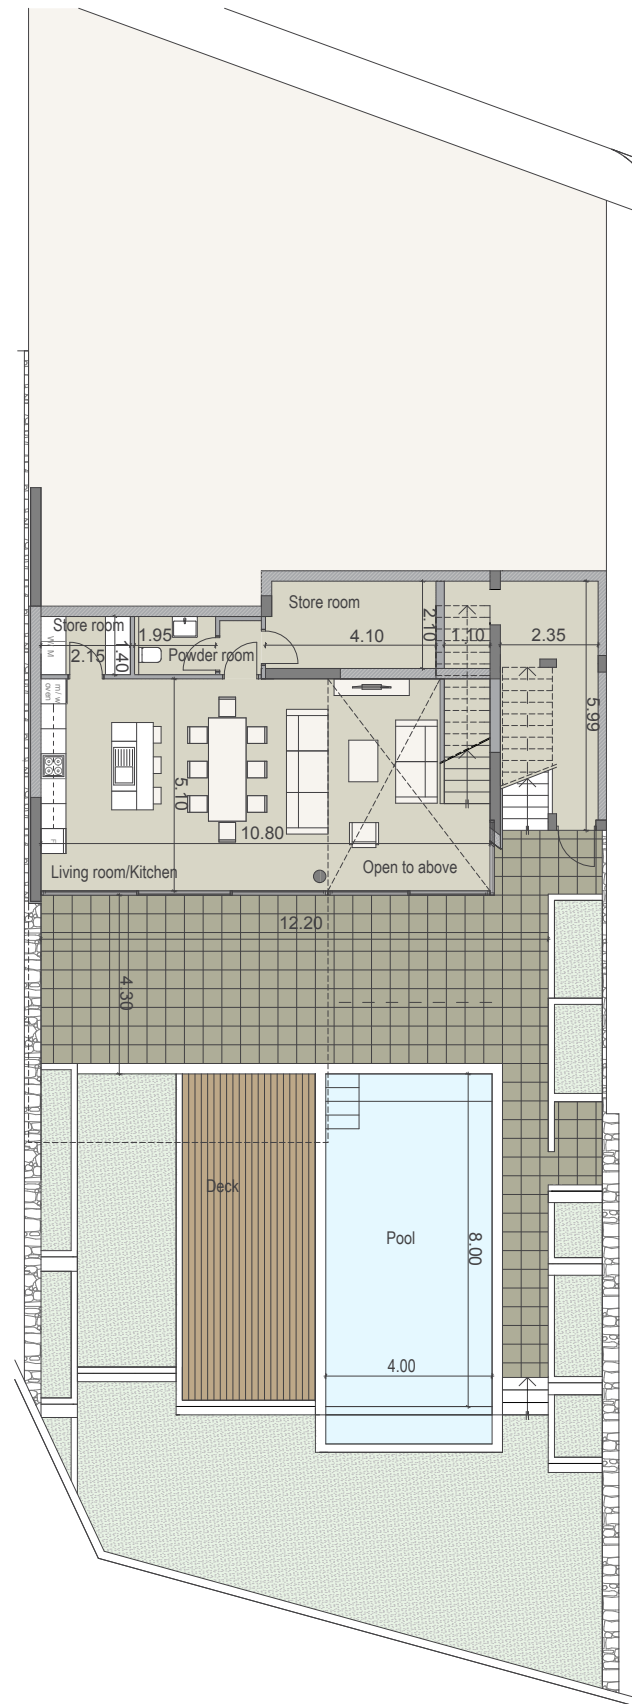 Store room
Store room
1.95
Powder room
W. M
2.15
1.40
4.10
2.10
1.10
2.35
5.99
m/w
oven
5.10
10.80
F
Living room/Kitchen
Open to above
12.20
4.30
Deck
Pool
8.00
4.00